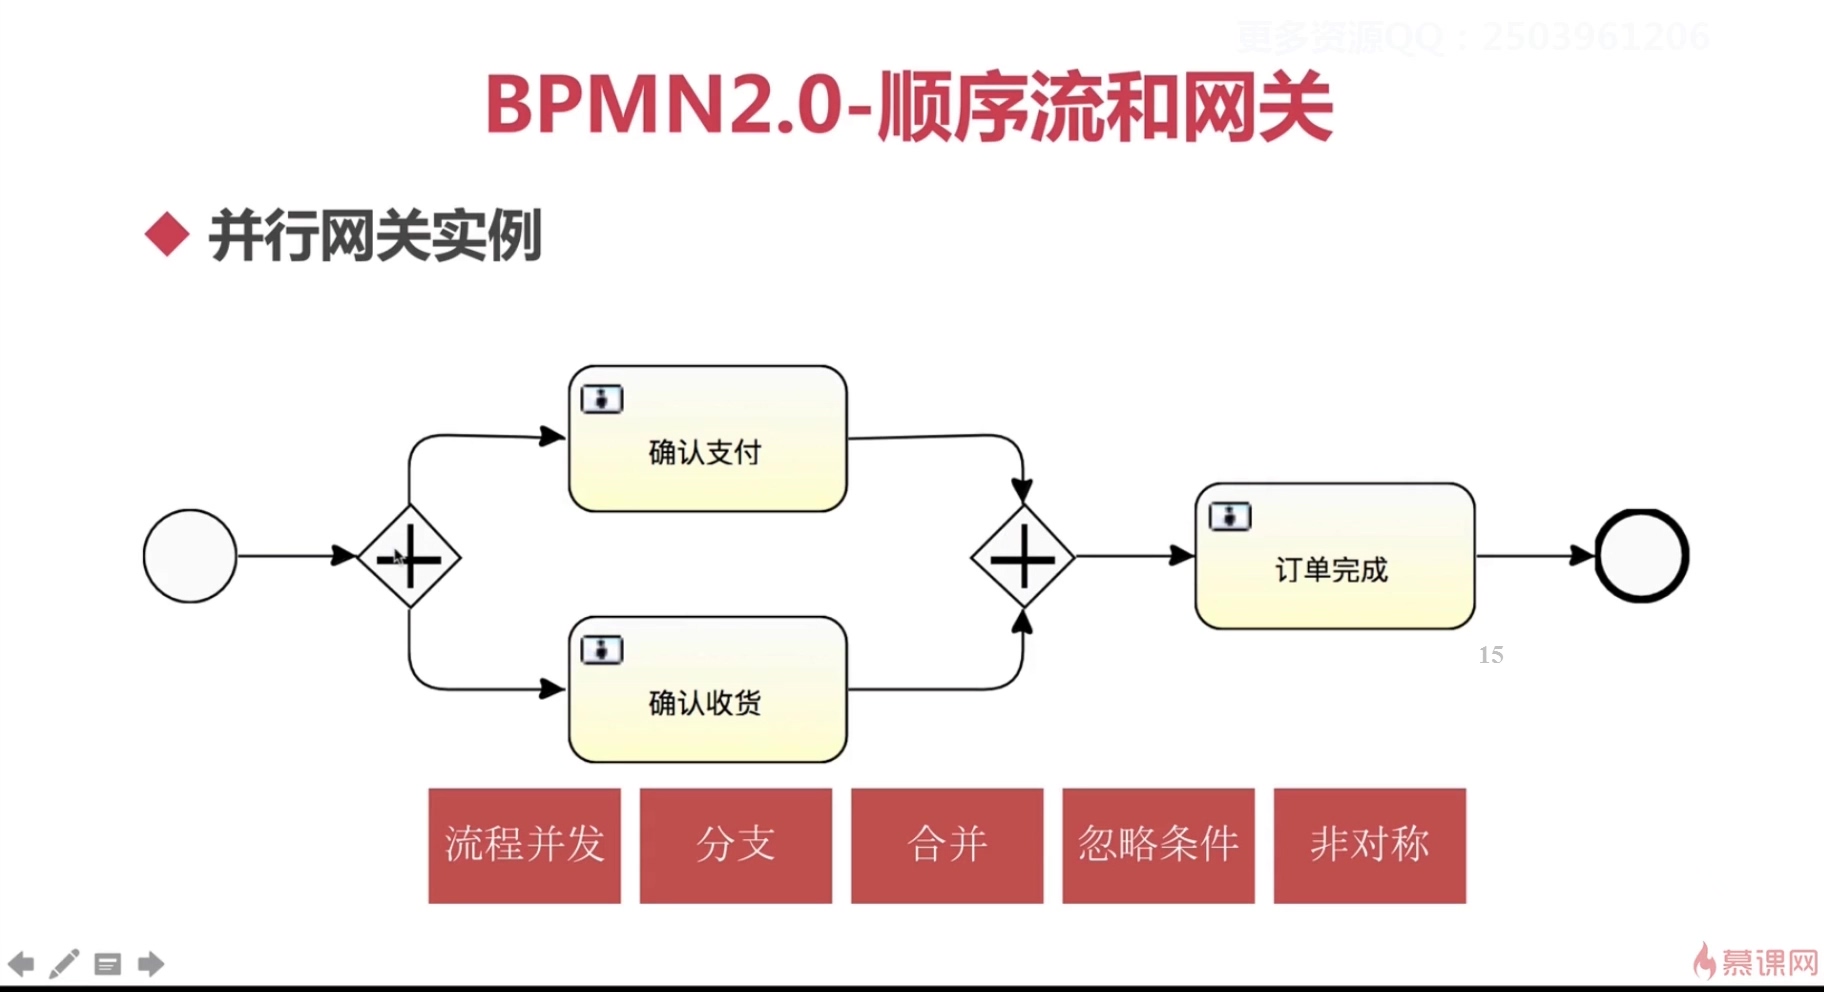 更多资源QQ：2503961206
BPMN2.0-顺序流和网关
并行网关实例
确认支付
确认收货
订单完成
15
流程并发
分支
合并
忽略条件
非对称
慕课网